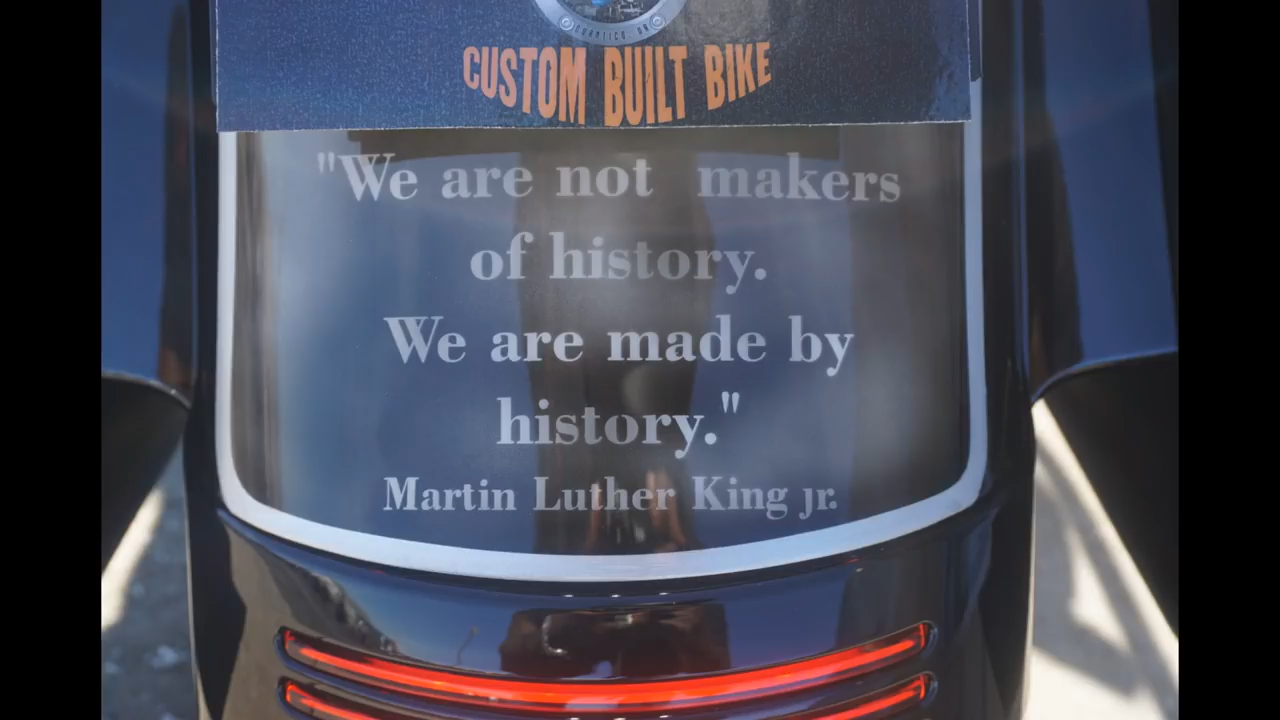 CUSTOM BUILT BIKE
"We are not makers
of history.
We are made by
history."
Martin Luther King jr.